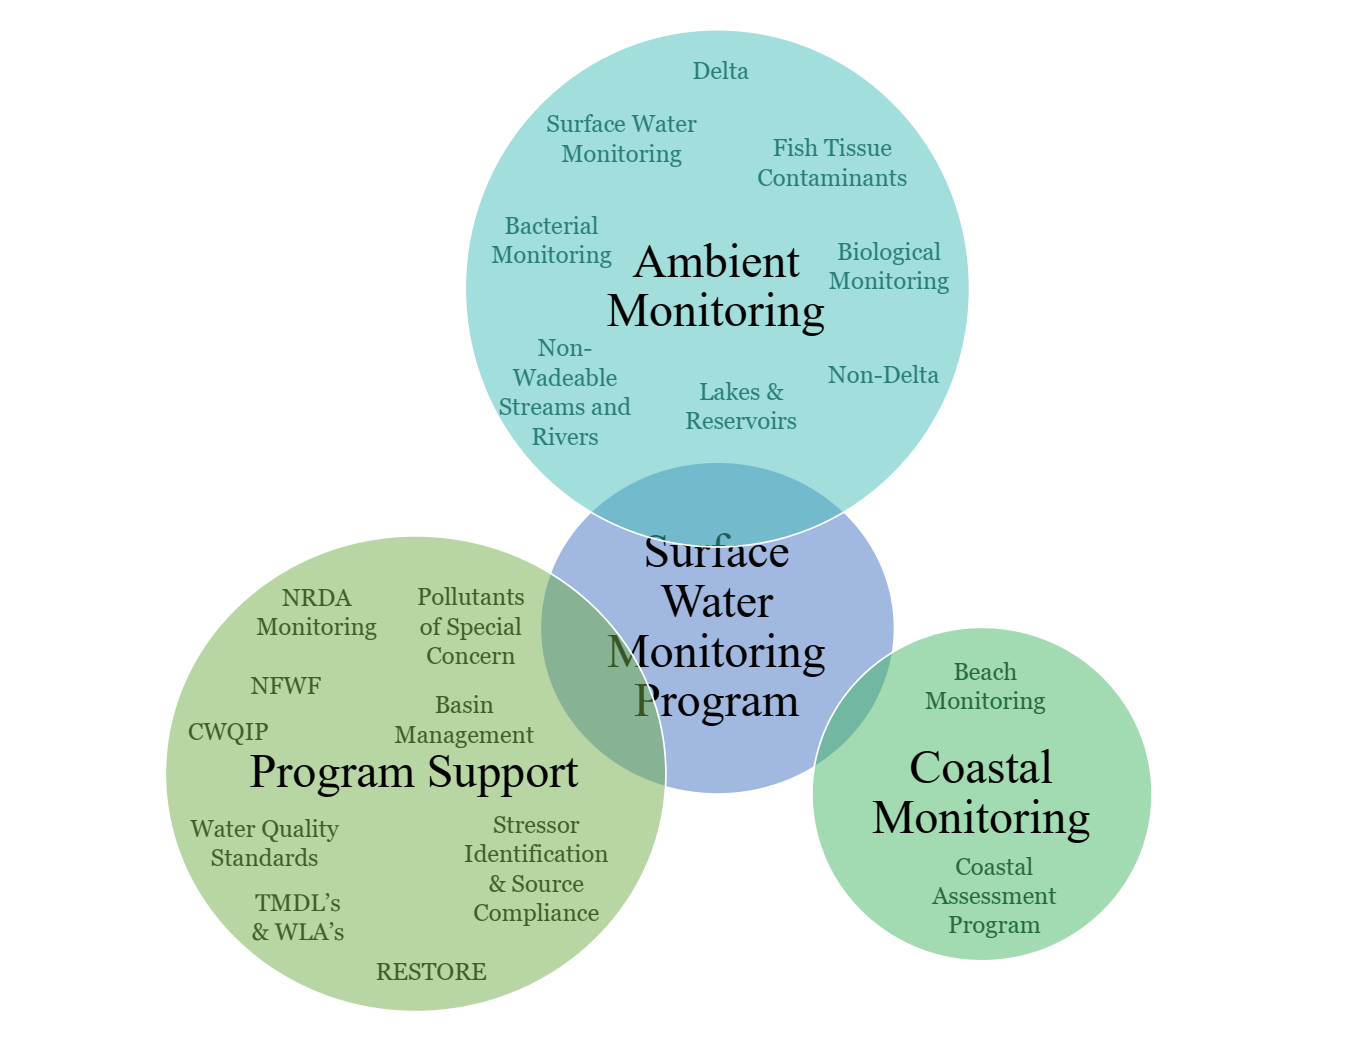 Delta
Surface Water
Monitoring
Fish Tissue
Contaminants
Bacterial
Monitoring
Ambient
Monitoring
Biological
Monitoring
Non-
Wadeable
Streams and
Rivers
Lakes &
Reservoirs
Non-Delta
Surface
Water
Monitoring
Program
NRDA
Monitoring
Pollutants
of Special
Concern
NFWF
CWQIP
Basin
Management
Program Support
Water Quality
Standards
Stressor
Identification
& Source
Compliance
TMDL’s
& WLA’s
RESTORE
Beach
Monitoring
Coastal
Monitoring
Coastal
Assessment
Program